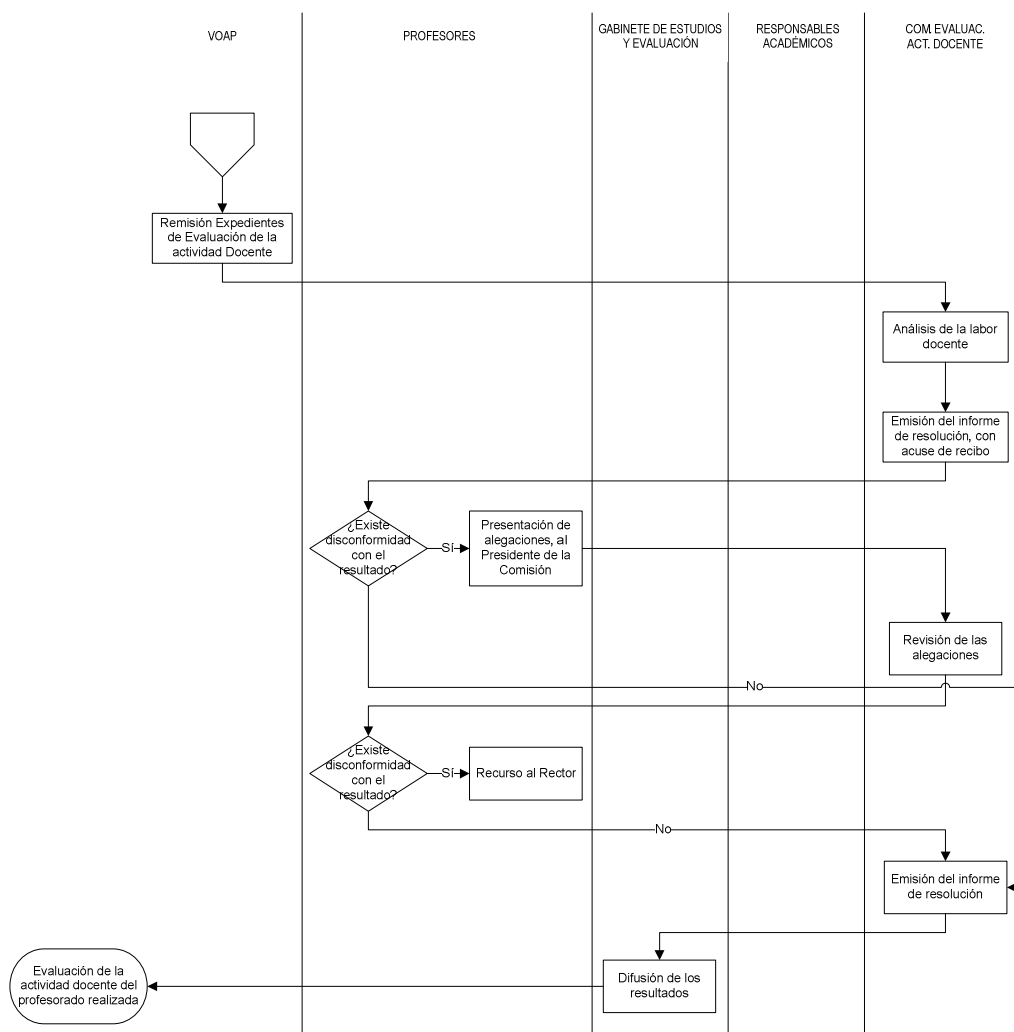 VOAP
PROFESORES
GABINETE DE ESTUDIOS
Y EVALUACIÓN
RESPONSABLES
ACADÉMICOS
COM. EVALUAC.
ACT. DOCENTE
Remisión Expedientes
de Evaluación de la
actividad Docente
Análisis de la labor
docente
Emisión del informe
de resolución, con
acuse de recibo
¿Existe
disconformidad
con el
resultado?
Sí
Presentación de
alegaciones, al
Presidente de la
Comisión
Revisión de las
alegaciones
No
¿Existe
disconformidad
con el
resultado?
Sí
Recurso al Rector
No
Emisión del informe
de resolución
Difusión de los
resultados
Evaluación de la
actividad docente del
profesorado realizada